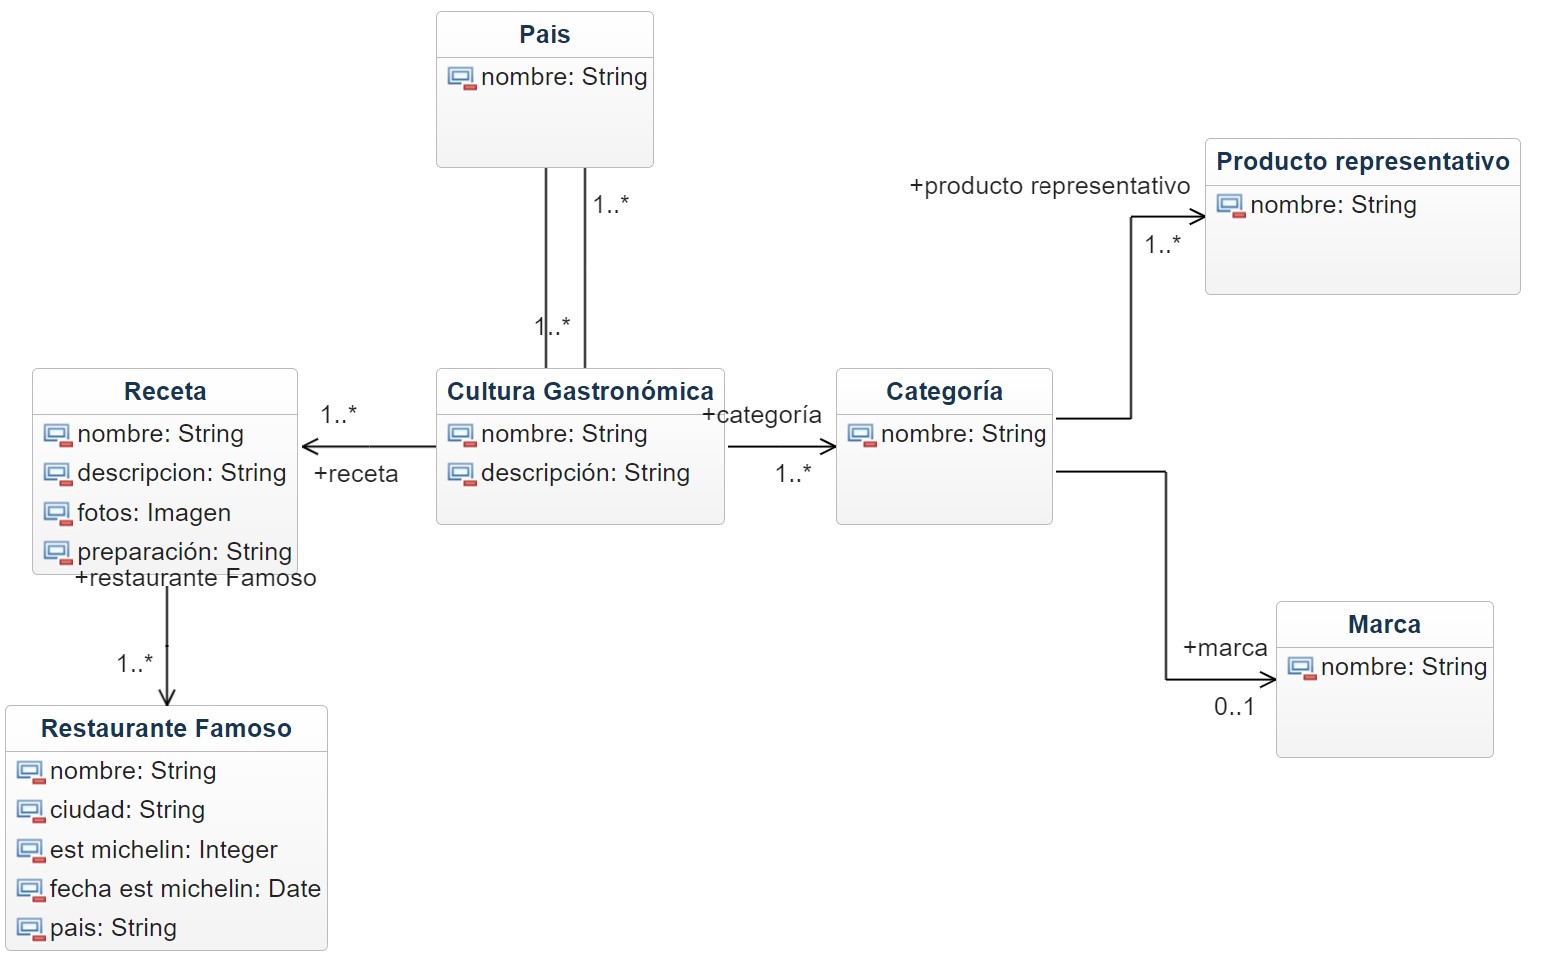 Pais
nombre: String
1..*
1..*
Producto representativo
nombre: String
+producto representativo
1..*
Receta
nombre: String
descripcion: String
fotos: Imagen
preparación: String
1..*
+receta
Cultura Gastronómica
nombre: String
descripción: String
+categoría
1..*
Categoría
nombre: String
+restaurante Famoso
1..*
Marca
nombre: String
+marca
0..1
Restaurante Famoso
nombre: String
ciudad: String
est michelin: Integer
fecha est michelin: Date
pais: String